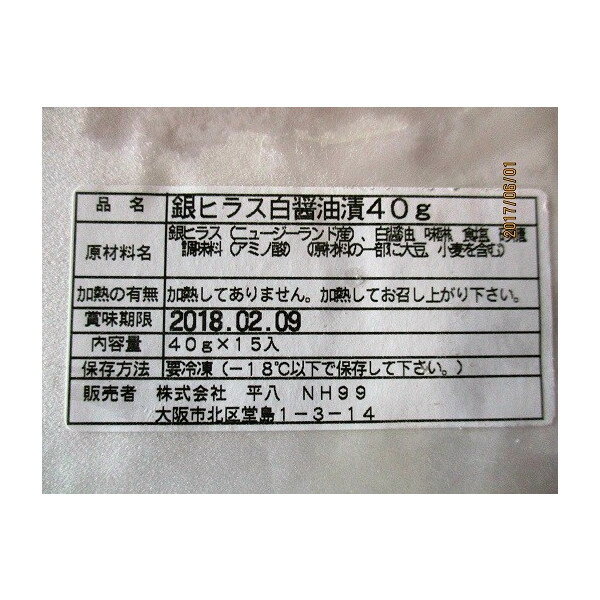 品名 銀ヒラス白醤油漬40g
原材料名 銀ヒラス（ニュージーランド産）、白醤油、味醂、食塩、砂糖
調味料（アミノ酸） （原材料の一部に大豆、小麦を含む）
加熱の有無 加熱してありません。加熱してお召し上がり下さい。
賞味期限 2018.02.09
内容量 40g×15入
保存方法 要冷凍（－18℃以下で保存して下さい。）
販売者 株式会社 平八 NH99
大阪市北区堂島1－3－14
2017/06/01